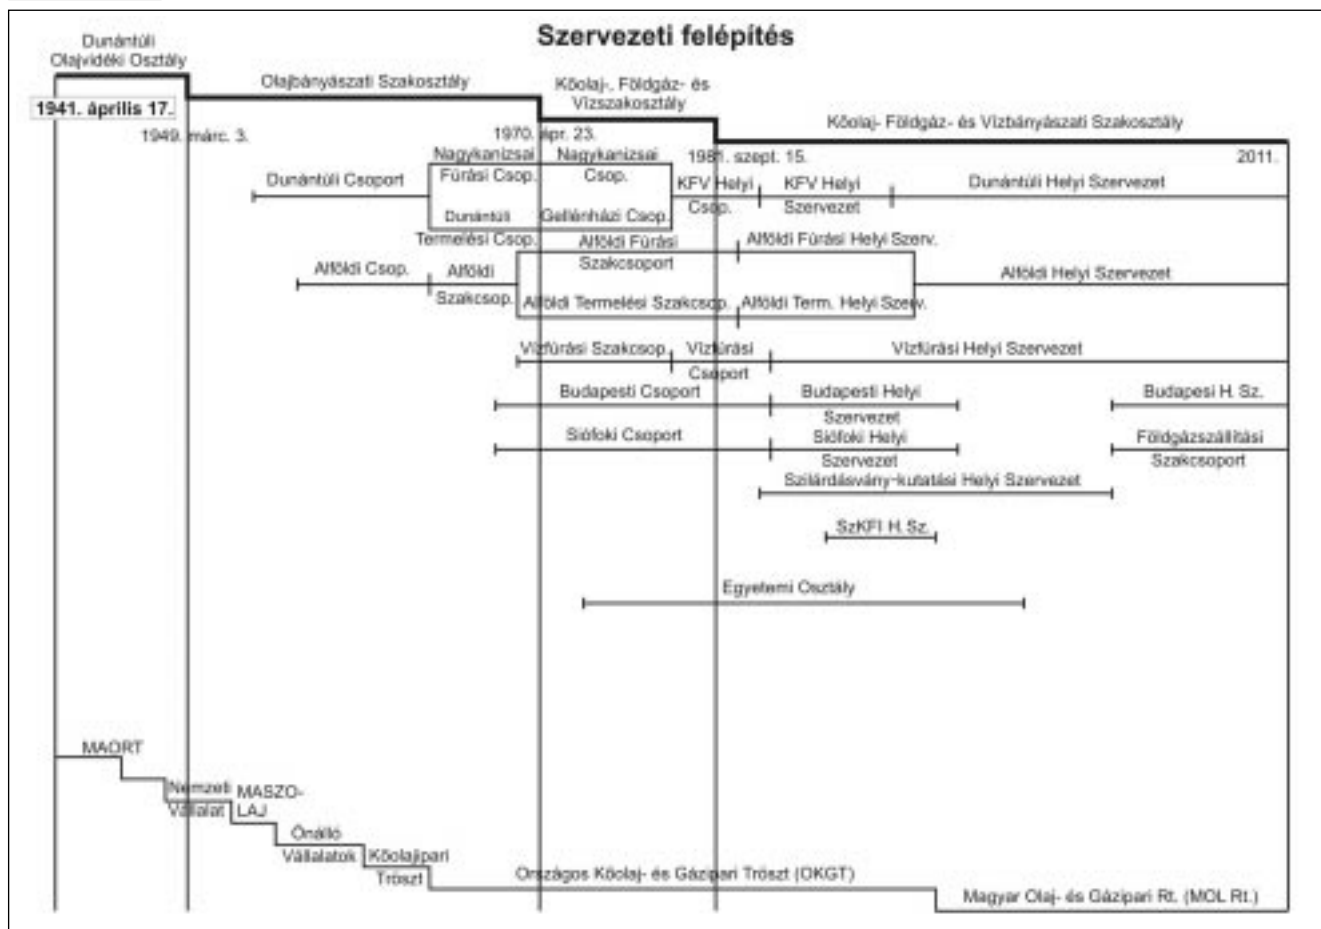 Szervezeti felépítés
Dunántúli
Olajvidéki Osztály
Olajbányászati Szakosztály
Kőolaj-, Földgáz- és
Vízszakosztály
Kőolaj- Földgáz- és Vízbányászati Szakosztály
1941. április 17.
1949. márc. 3.
1970. ápr. 23.
1981. szept. 15.
2011.
Dunántúli Csoport
Nagykanizsai
Fúrási Csop.
Nagykanizsai
Csop.
Dunántúli
Termelési Csop.
Gellénházi Csop.
KFV Helyi
Csop.
KFV Helyi
Szervezet
Dunántúli Helyi Szervezet
Alföldi Csop.
Alföldi
Szakcsop.
Alföldi Fúrási
Szakcsoport
Alföldi Fúrási Helyi Szerv.
Alföldi Termelési Szakcsop.
Alföldi Term. Helyi Szerv.
Alföldi Helyi Szervezet
Vízfúrási Szakcsop.
Vízfúrási
Csoport
Vízfúrási Helyi Szervezet
Budapesti Csoport
Budapesti Helyi
Szervezet
Budapesi H. Sz.
Siófoki Csoport
Siófoki Helyi
Szervezet
Földgázszállítási
Szakcsoport
Szilárdásvány-kutatási Helyi Szervezet
SzKFI H. Sz.
Egyetemi Osztály
MAORT
Nemzeti
Vállalat
MASZO-
LAJ
Önálló
Vállalatok
Kőolajipari
Tröszt
Országos Kőolaj- és Gázipari Tröszt (OKGT)
Magyar Olaj- és Gázipari Rt. (MOL Rt.)